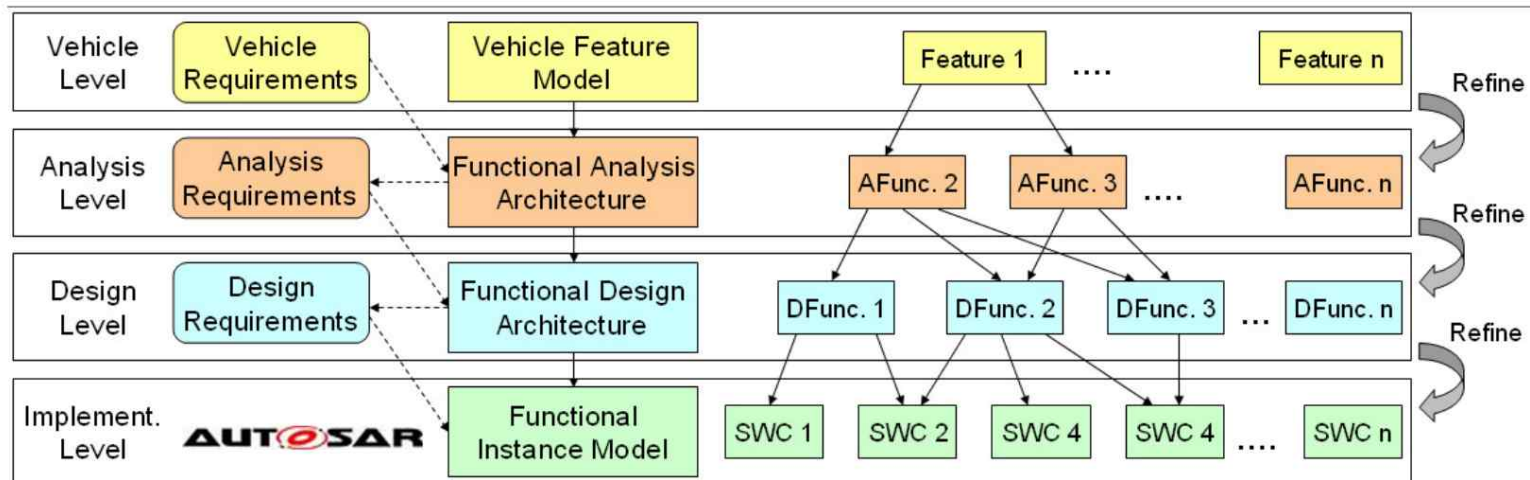 Vehicle
Level
Vehicle
Requirements
Vehicle Feature
Model
Feature 1
....
Feature n
Refine
Analysis
Level
Analysis
Requirements
Functional Analysis
Architecture
AFunc. 2
AFunc. 3
....
AFunc. n
Refine
Design
Level
Design
Requirements
Functional Design
Architecture
DFunc. 1
DFunc. 2
DFunc. 3
...
DFunc. n
Refine
Implement.
Level
AUTOSAR
Functional
Instance Model
SWC 1
SWC 2
SWC 4
SWC 4
....
SWC n